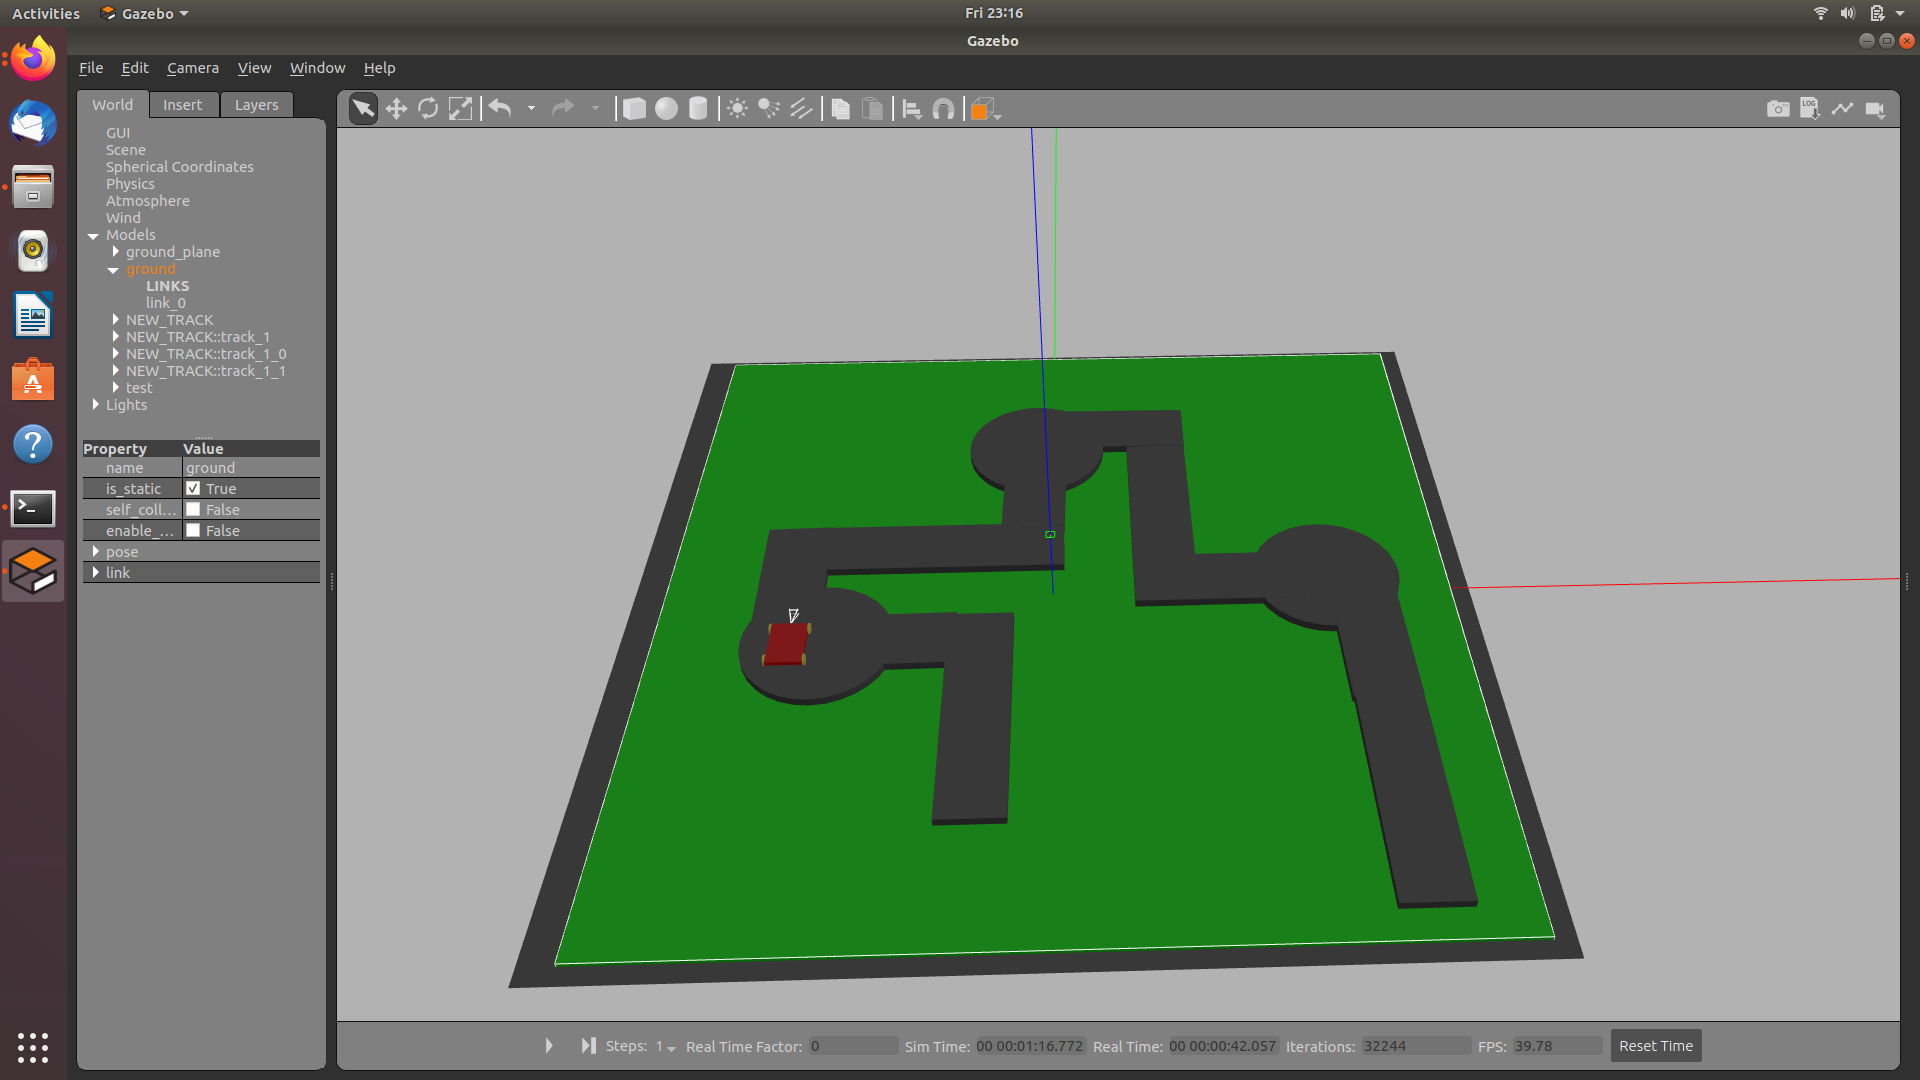 Activities Gazebo Fri 23:16
Gazebo
File Edit Camera View Window Help
World Insert Layers
LOG
GUI
Scene
Spherical Coordinates
Physics
Atmosphere
Wind
Models
ground_plane
ground
LINKS
link_0
NEW_TRACK
NEW_TRACK::track_1
NEW_TRACK::track_1_0
NEW_TRACK::track_1_1
test
Lights
Property Value
name ground
is_static True
self_coll... False
enable_... False
pose
link
Steps: 1 Real Time Factor: 0 Sim Time: 00 00:01:16.772 Real Time: 00 00:00:42.057 Iterations: 32244 FPS: 39.78 Reset Time